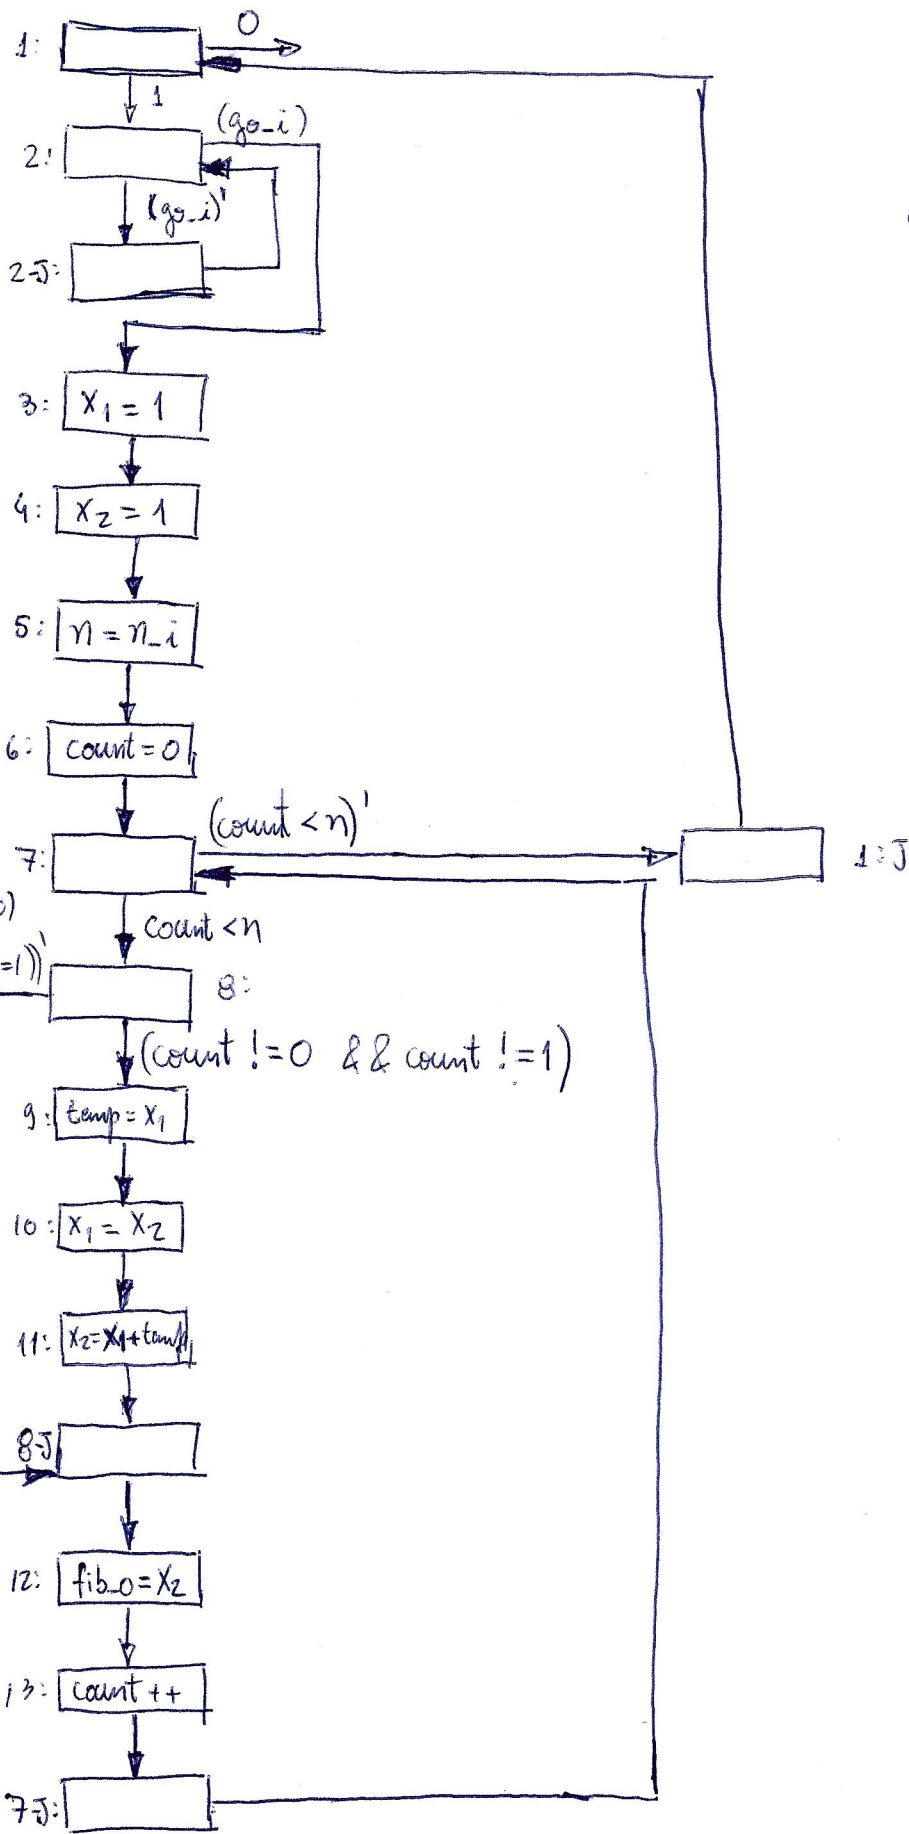 1: 0
1
(go_i)
2:
(go_i)'
2-J:
3: X1 = 1
4: X2 = 1
5: n = n_i
6: count = 0
(count < n)'
7: 1-J
count < n
)
=1))' 8:
(count != 0 && count != 1)
9: temp = X1
10: X1 = X2
11: X2 = X1 + temp
8-J
12: fib_o = X2
13: count ++
7-J: